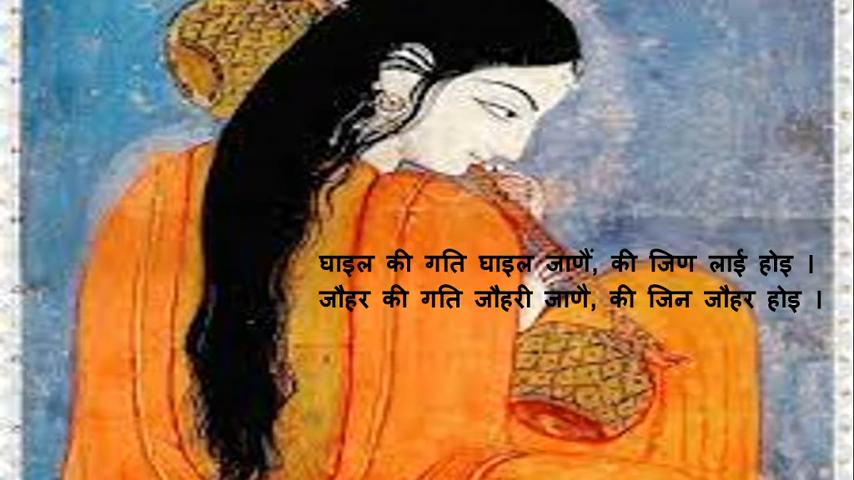 घाइल की गति घाइल जाणैं, की जिण लाई होइ ।
जौहर की गति जौहरी जाणै, की जिन जौहर होइ ।